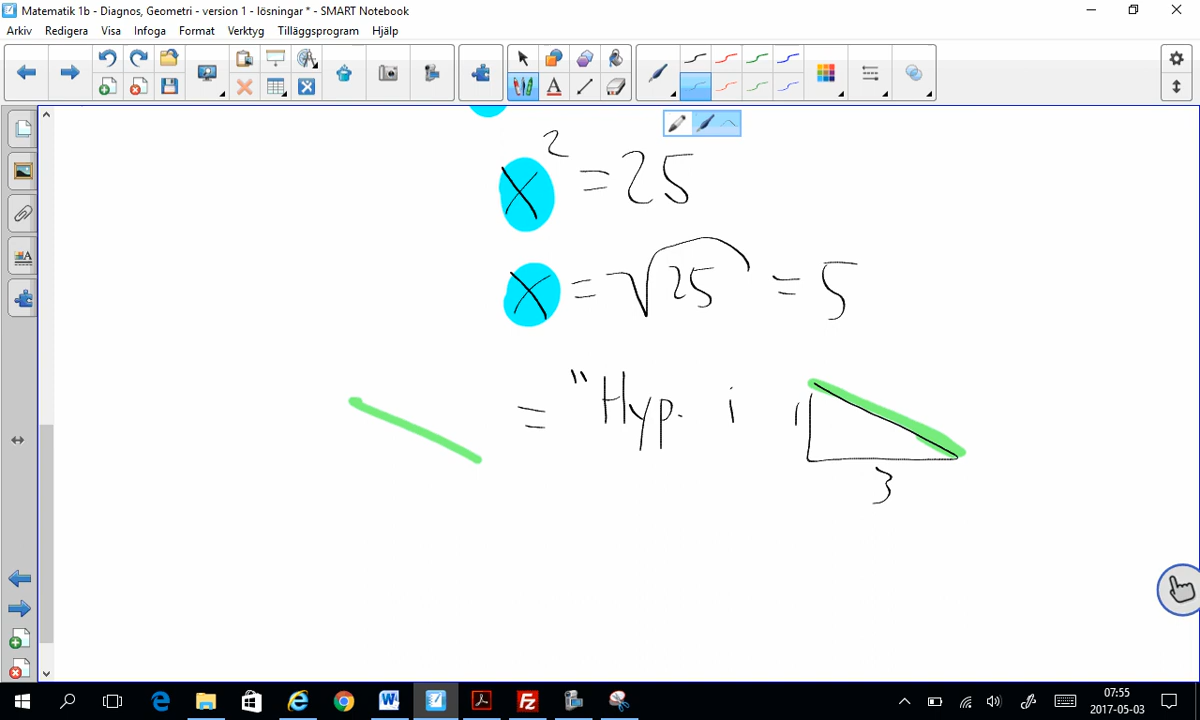 Matematik 1b - Diagnos, Geometri - version 1 - lösningar * - SMART Notebook
Arkiv Redigera Visa Infoga Format Verktyg Tilläggsprogram Hjälp
x² = 25
x = √25 = 5
= "Hyp. i
1
3
07:55
2017-05-03